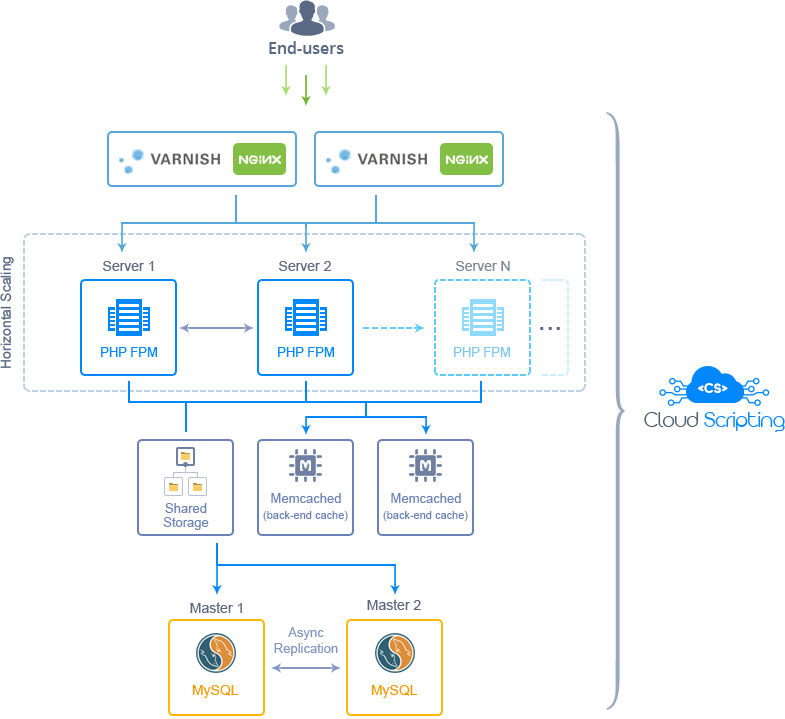 End-users
VARNISH NGINX
VARNISH NGINX
Horizontal Scaling
Server 1
Server 2
Server N
PHP FPM
PHP FPM
PHP FPM
...
<CS>
Cloud Scripting
Shared
Storage
M
Memcached
(back-end cache)
M
Memcached
(back-end cache)
Master 1
Master 2
Async
Replication
MySQL
MySQL